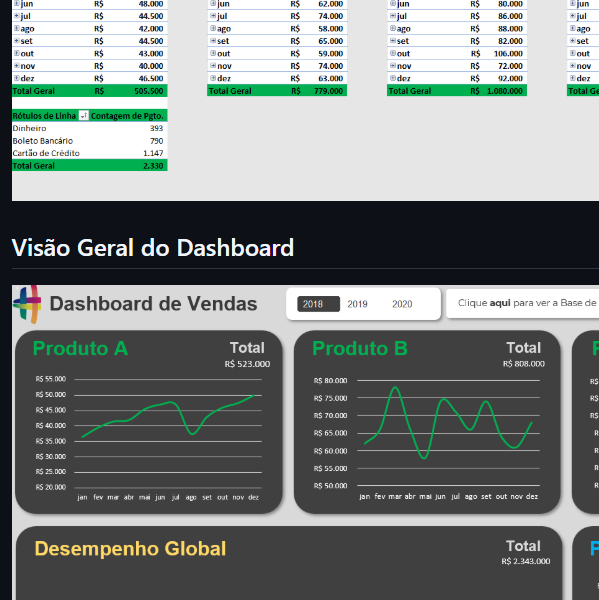 jun R$ 48.000 jun R$ 62.000 jun R$ 80.000 jun
jul R$ 44.500 jul R$ 74.000 jul R$ 86.000 jul
ago R$ 42.000 ago R$ 58.000 ago R$ 88.000 ago
set R$ 44.500 set R$ 65.000 set R$ 82.000 set
out R$ 43.000 out R$ 59.000 out R$ 106.000 out
nov R$ 40.000 nov R$ 74.000 nov R$ 72.000 nov
dez R$ 46.500 dez R$ 63.000 dez R$ 92.000 dez
Total Geral R$ 505.500 Total Geral R$ 779.000 Total Geral R$ 1.080.000 Total Ge
Rótulos de Linha Contagem de Pgto.
Dinheiro 393
Boleto Bancário 790
Cartão de Crédito 1.147
Total Geral 2.330
Visão Geral do Dashboard
Dashboard de Vendas 2018 2019 2020 Clique aqui para ver a Base de
Produto A Total
R$ 523.000
R$ 55.000
R$ 50.000
R$ 45.000
R$ 40.000
R$ 35.000
R$ 30.000
R$ 25.000
R$ 20.000
jan fev mar abr mai jun jul ago set out nov dez
Produto B Total
R$ 808.000
R$ 80.000
R$ 75.000
R$ 70.000
R$ 65.000
R$ 60.000
R$ 55.000
R$ 50.000
jan fev mar abr mai jun jul ago set out nov dez
Desempenho Global Total
R$ 2.343.000